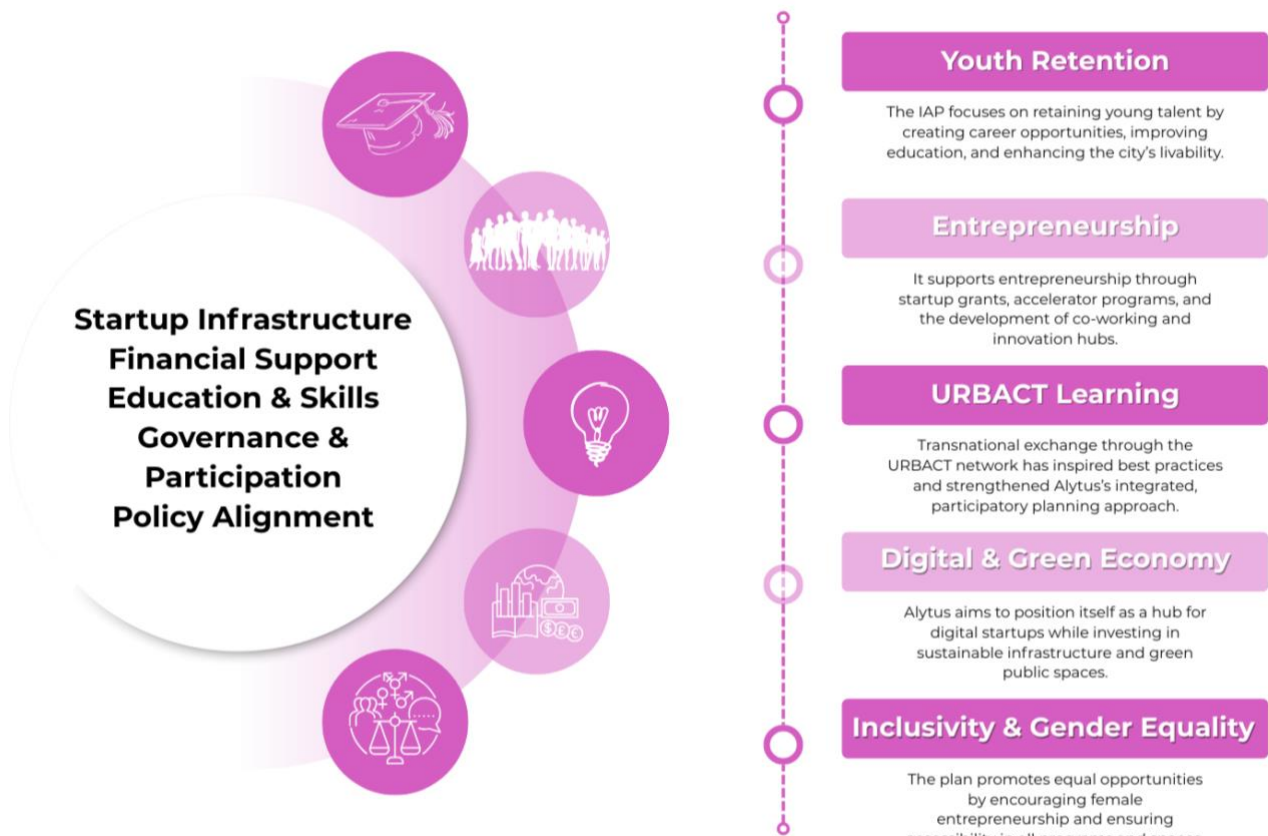 Startup Infrastructure
Financial Support
Education & Skills
Governance &
Participation
Policy Alignment
Youth Retention
The IAP focuses on retaining young talent by
creating career opportunities, improving
education, and enhancing the city's livability.
Entrepreneurship
It supports entrepreneurship through
startup grants, accelerator programs, and
the development of co-working and
innovation hubs.
URBACT Learning
Transnational exchange through the
URBACT network has inspired best practices
and strengthened Alytus's integrated,
participatory planning approach.
Digital & Green Economy
Alytus aims to position itself as a hub for
digital startups while investing in
sustainable infrastructure and green
public spaces.
Inclusivity & Gender Equality
The plan promotes equal opportunities
by encouraging female
entrepreneurship and ensuring